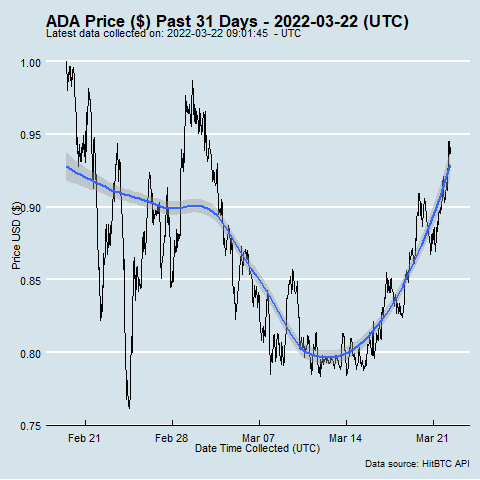 ADA Price ($) Past 31 Days - 2022-03-22 (UTC)
Latest data collected on: 2022-03-22 09:01:45 - UTC
1.00
0.95
0.90
0.85
0.80
0.75
Price USD ($)
Feb 21 Feb 28 Mar 07 Mar 14 Mar 21
Date Time Collected (UTC)
Data source: HitBTC API